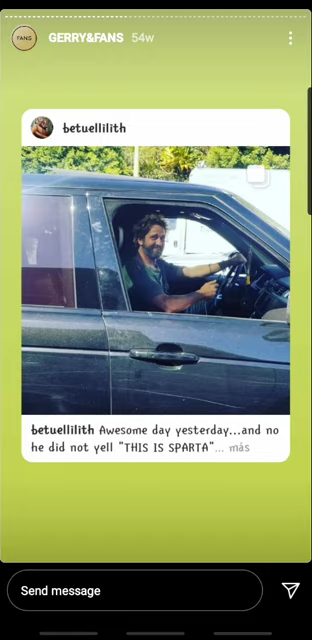 FANS
GERRY&FANS 54w
betuellilith
betuellilith Awesome day yesterday...and no
he did not yell "THIS IS SPARTA"... más
Send message